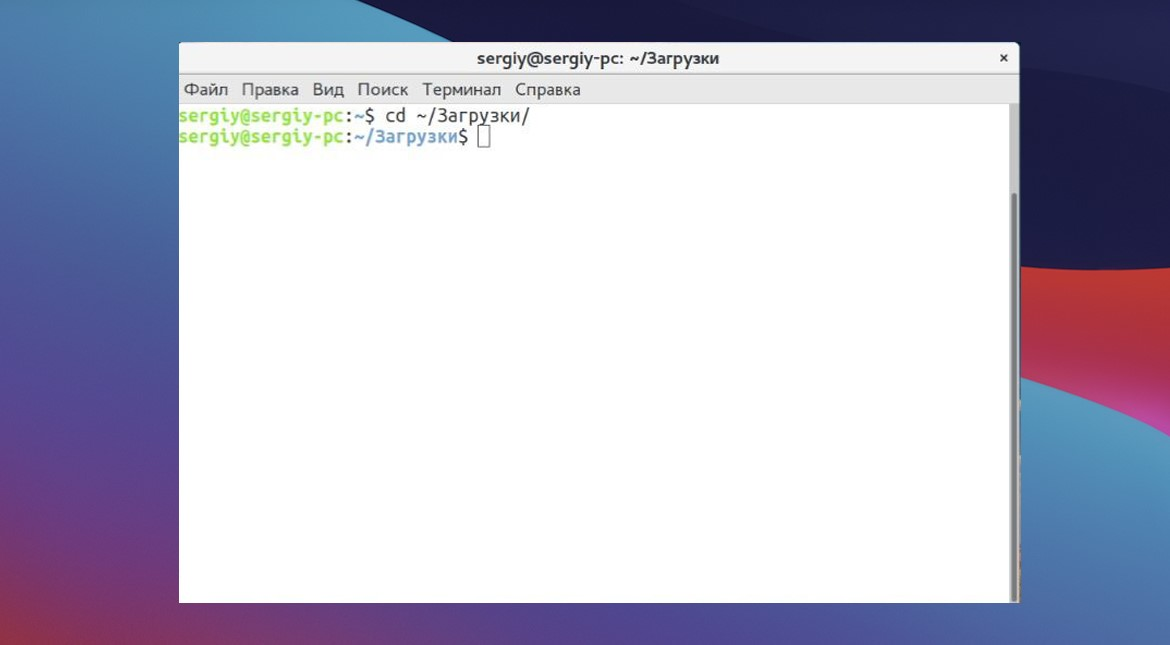 sergiy@sergiy-pc: ~/Загрузки ×
Файл Правка Вид Поиск Терминал Справка
sergiy@sergiy-pc:~$ cd ~/Загрузки/
sergiy@sergiy-pc:~/Загрузки$